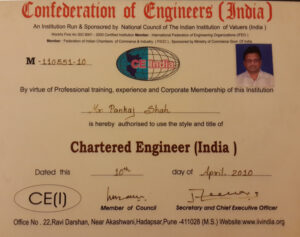 Confederation of Engineers (India)
An Institution Run & Sponsored by National Council of The Indian Institution of Valuers (India)
M -110551-10
CE India
By virtue of Professional training, experience and Corporate Membership of this Institution
Mr. Pankaj Shah
is hereby authorised to use the style and title of
Chartered Engineer (India )
Dated this 10th day of April, 2010
CE(I)
Member of Council Secretary and Chief Executive Officer
Office No. 22,Ravi Darshan, Near Akashwani,Hadapsar,Pune -411028 (M.S.) Website:www.iivindia.org